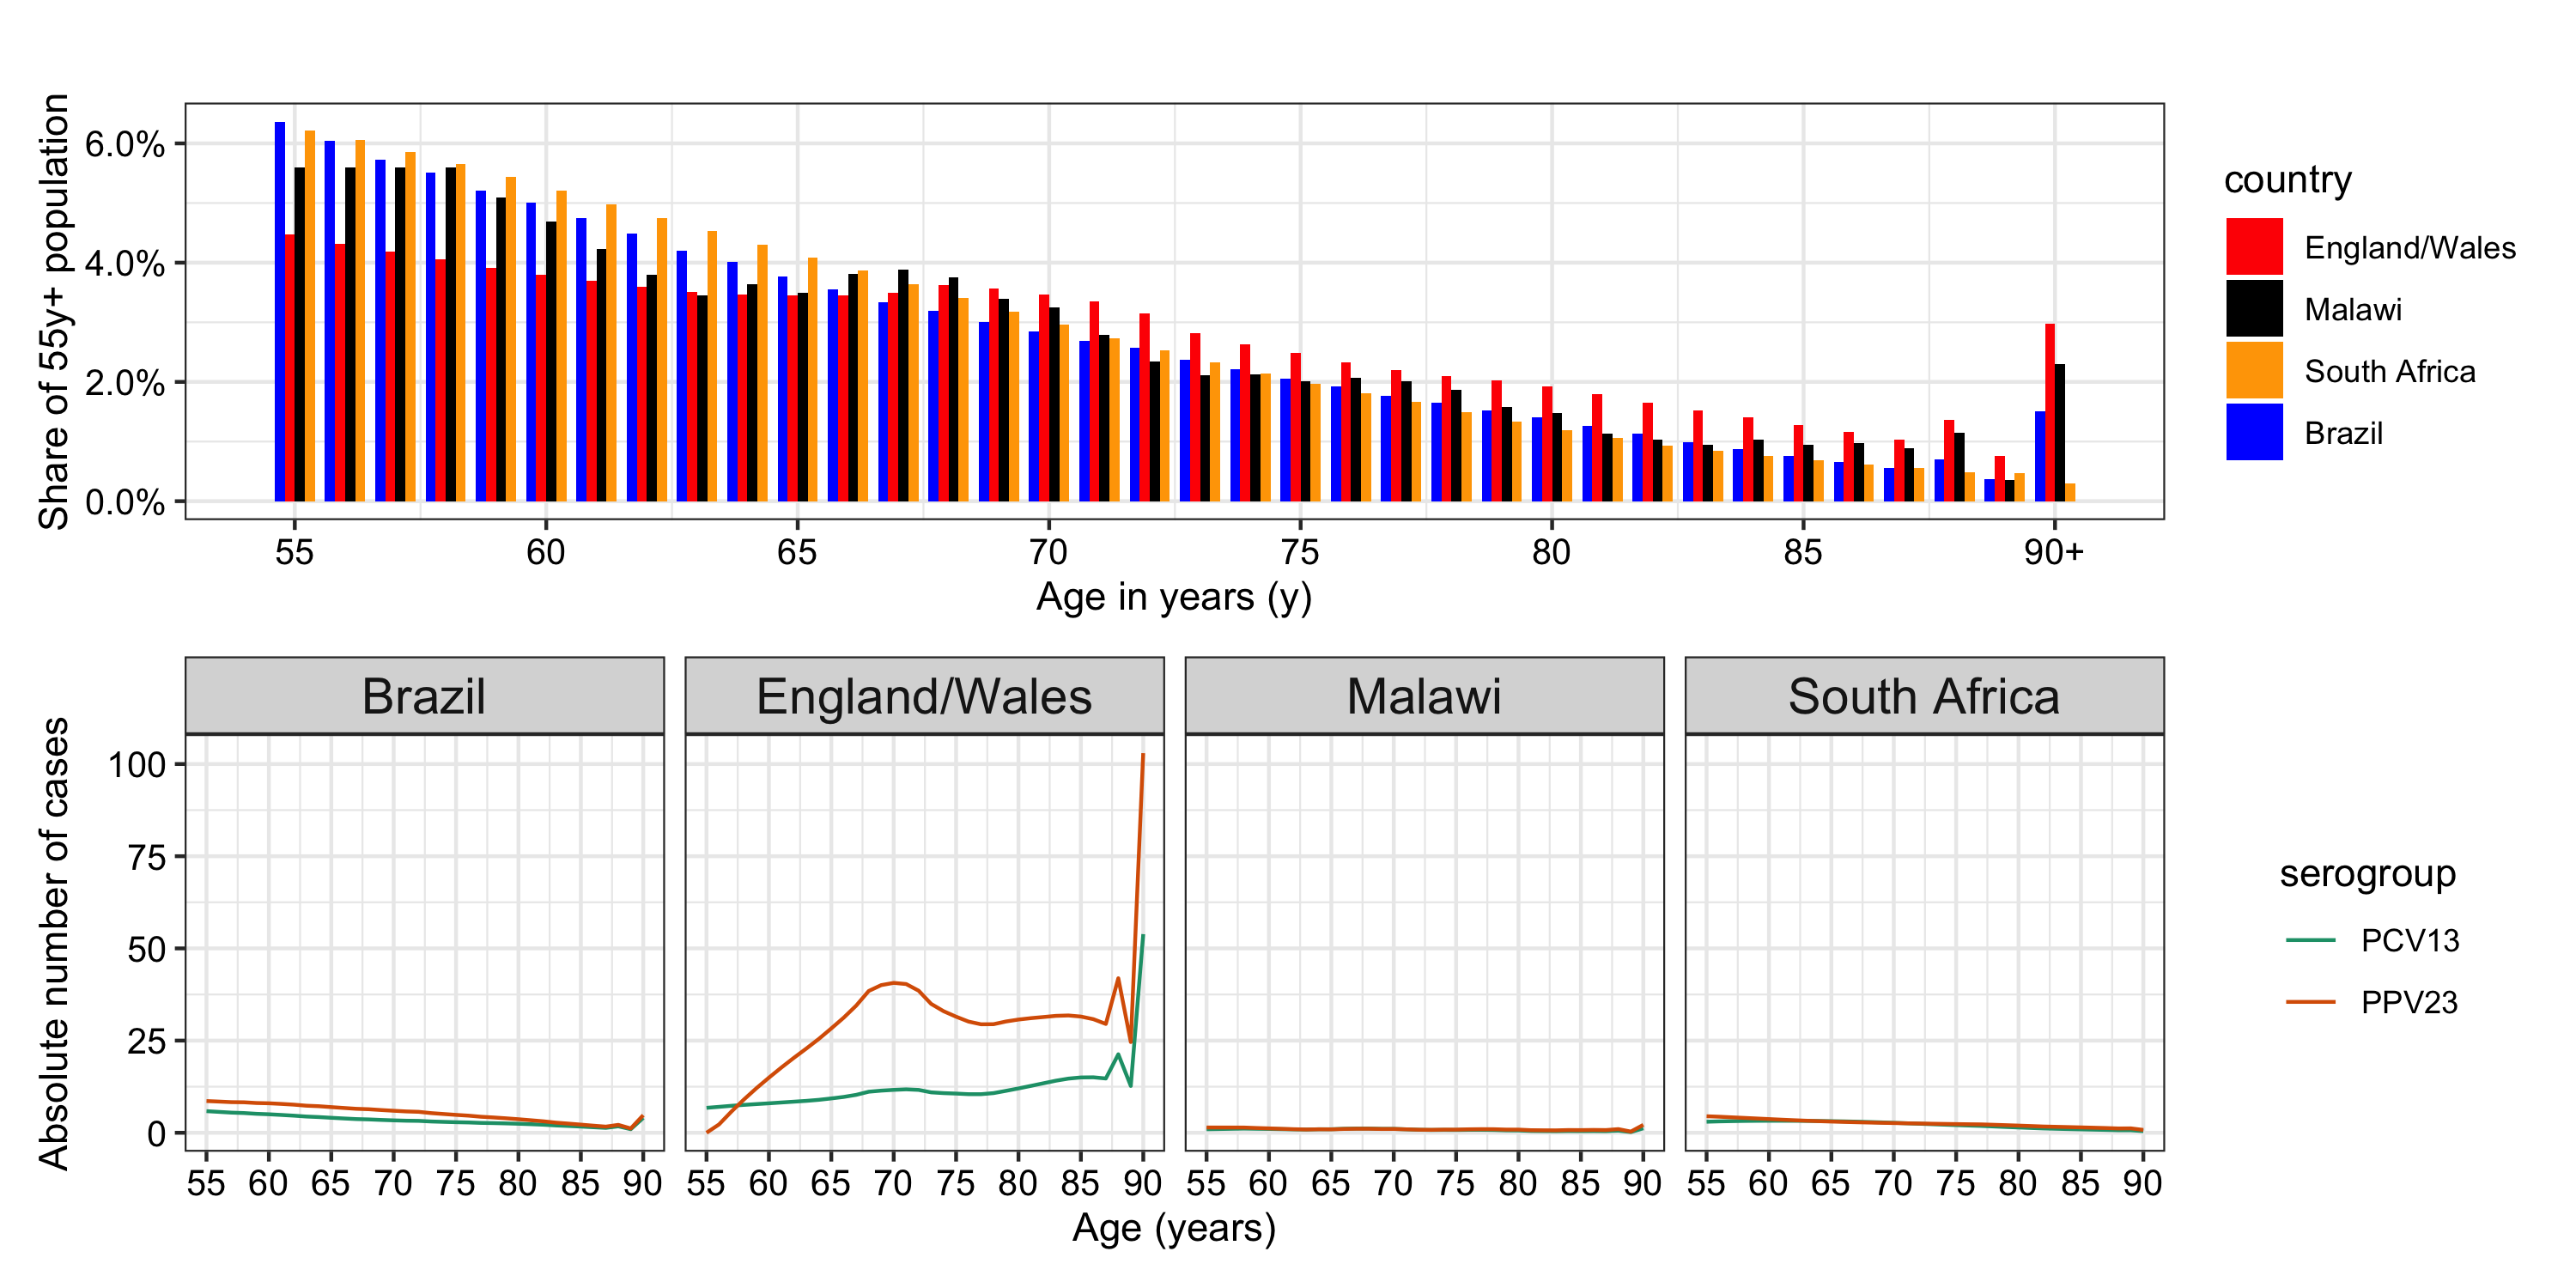 Share of 55y+ population
6.0%
4.0%
2.0%
0.0%
55 60 65 70 75 80 85 90+
Age in years (y)
country
England/Wales
Malawi
South Africa
Brazil
Brazil England/Wales Malawi South Africa
Absolute number of cases
100
75
50
25
0
55 60 65 70 75 80 85 90 55 60 65 70 75 80 85 90 55 60 65 70 75 80 85 90 55 60 65 70 75 80 85 90
Age (years)
serogroup
PCV13
PPV23